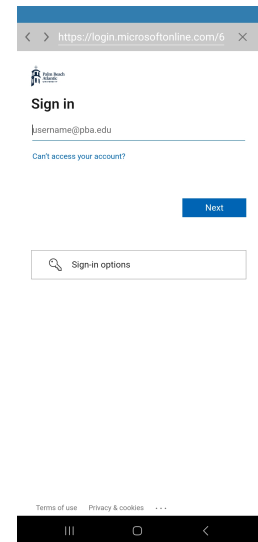 https://login.microsoftonline.com/6
Palm Beach
Atlantic
Sign in
username@pba.edu
Can't access your account?
Next
Sign-in options
Terms of use Privacy & cookies ...